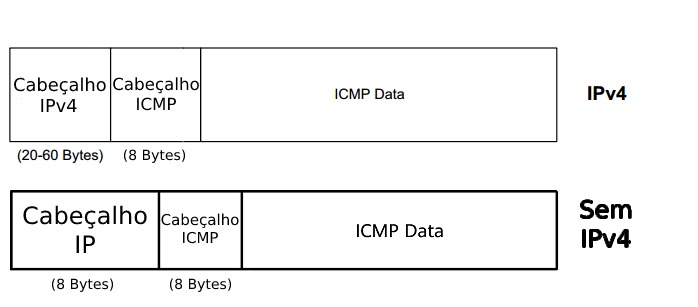 Cabeçalho
IPv4
Cabeçalho
ICMP
ICMP Data
IPv4
(20-60 Bytes)
(8 Bytes)
Cabeçalho
IP
Cabeçalho
ICMP
ICMP Data
Sem
IPv4
(8 Bytes)
(8 Bytes)